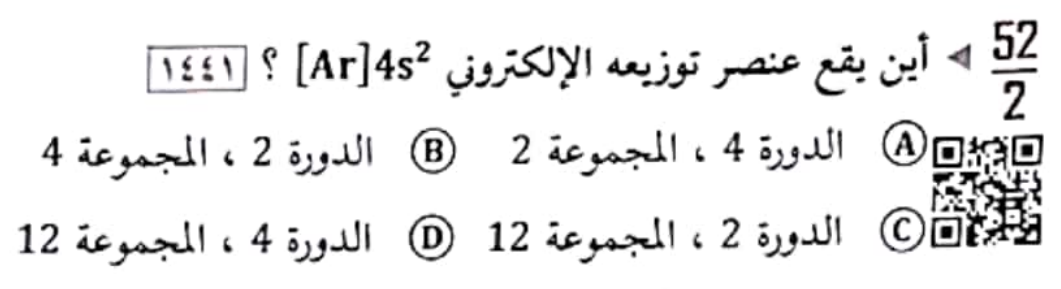 52/2 ◄ أين يقع عنصر توزيعه الإلكتروني [Ar]4s² ؟ ١٤٤١
Ⓐ الدورة 4 ، المجموعة 2 Ⓑ الدورة 2 ، المجموعة 4
Ⓒ الدورة 2 ، المجموعة 12 Ⓓ الدورة 4 ، المجموعة 12